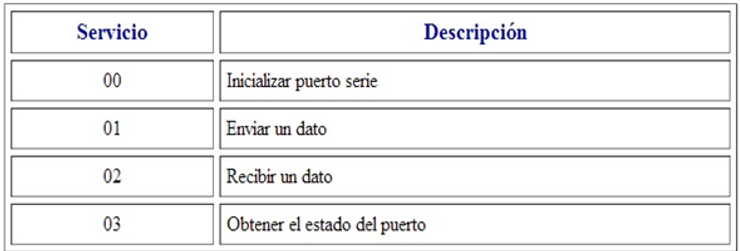 Servicio Descripción
00 Inicializar puerto serie
01 Enviar un dato
02 Recibir un dato
03 Obtener el estado del puerto